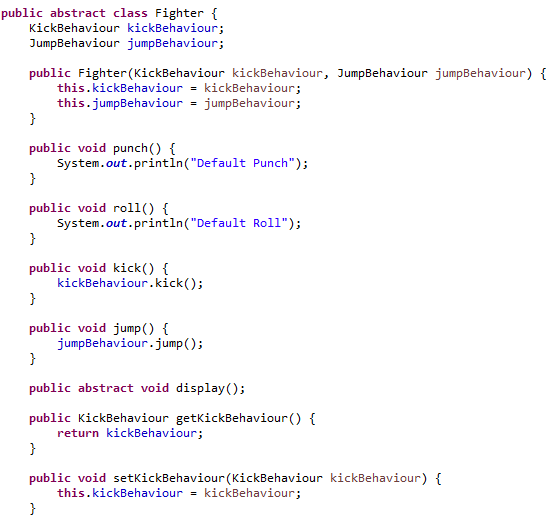 public abstract class Fighter {
    KickBehaviour kickBehaviour;
    JumpBehaviour jumpBehaviour;

    public Fighter(KickBehaviour kickBehaviour, JumpBehaviour jumpBehaviour) {
        this.kickBehaviour = kickBehaviour;
        this.jumpBehaviour = jumpBehaviour;
    }

    public void punch() {
        System.out.println("Default Punch");
    }

    public void roll() {
        System.out.println("Default Roll");
    }

    public void kick() {
        kickBehaviour.kick();
    }

    public void jump() {
        jumpBehaviour.jump();
    }

    public abstract void display();

    public KickBehaviour getKickBehaviour() {
        return kickBehaviour;
    }

    public void setKickBehaviour(KickBehaviour kickBehaviour) {
        this.kickBehaviour = kickBehaviour;
    }